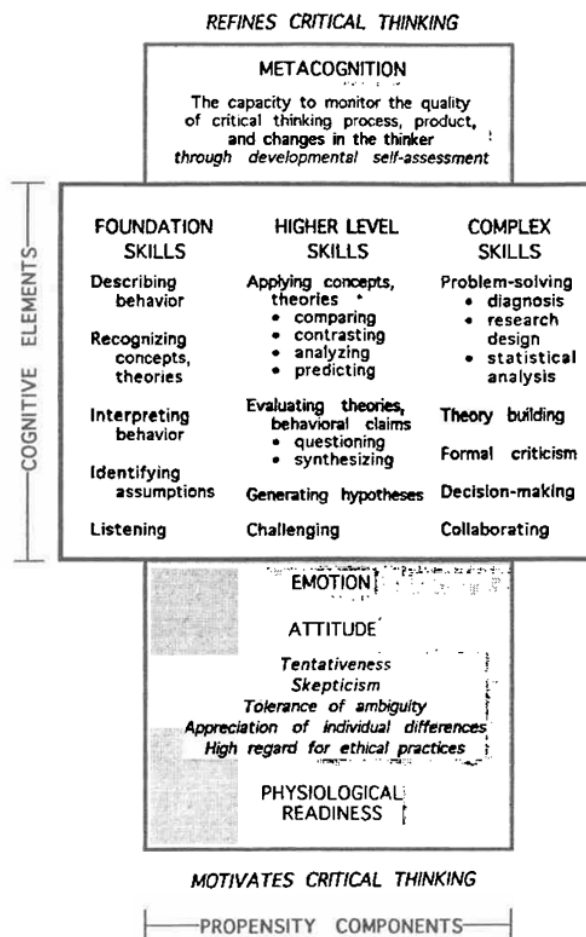 REFINES CRITICAL THINKING
METACOGNITION
The capacity to monitor the quality
of critical thinking process, product,
and changes in the thinker
through developmental self-assessment
COGNITIVE ELEMENTS
FOUNDATION
SKILLS
Describing
behavior
Recognizing
concepts,
theories
Interpreting
behavior
Identifying
assumptions
Listening
HIGHER LEVEL
SKILLS
Applying concepts,
theories
• comparing
• contrasting
• analyzing
• predicting
Evaluating theories,
behavioral claims
• questioning
• synthesizing
Generating hypotheses
Challenging
COMPLEX
SKILLS
Problem-solving
• diagnosis
• research
design
• statistical
analysis
Theory building
Formal criticism
Decision-making
Collaborating
EMOTION
ATTITUDE
Tentativeness
Skepticism
Tolerance of ambiguity
Appreciation of individual differences
High regard for ethical practices
PHYSIOLOGICAL
READINESS
MOTIVATES CRITICAL THINKING
PROPENSITY COMPONENTS